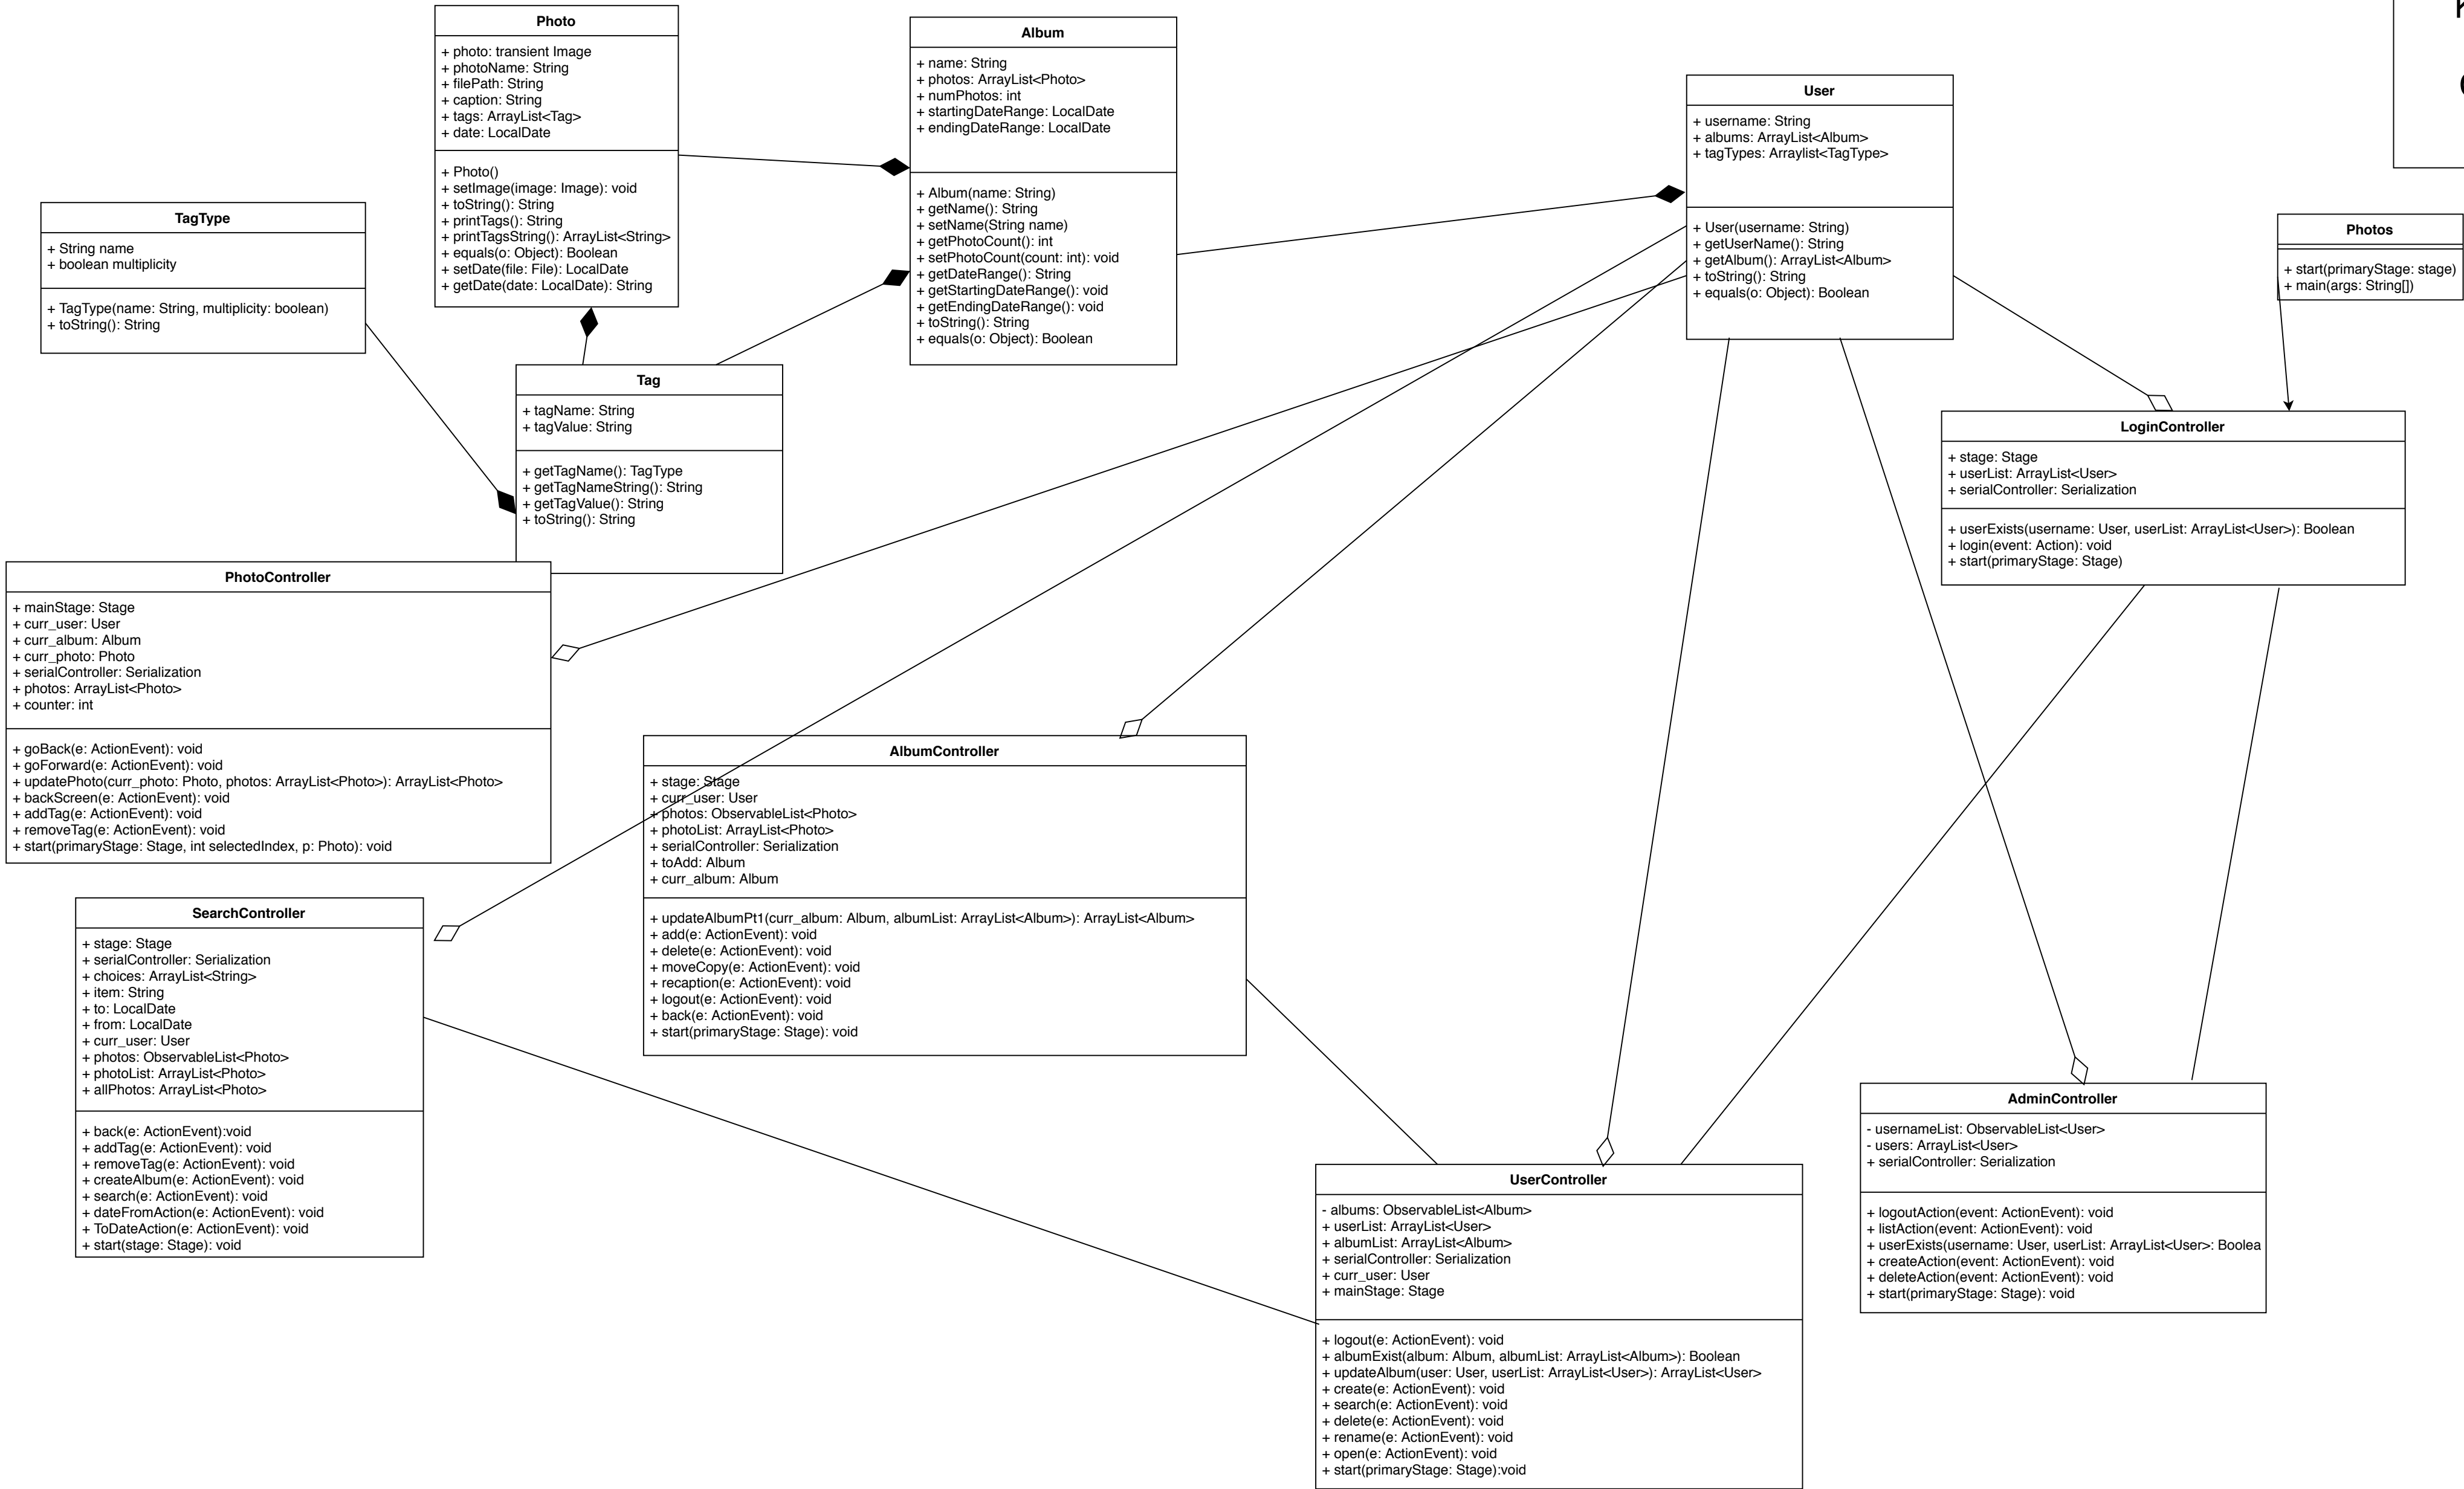 Photo
+ photo: transient Image
+ photoName: String
+ filePath: String
+ caption: String
+ tags: ArrayList<Tag>
+ date: LocalDate
+ Photo()
+ setImage(image: Image): void
+ toString(): String
+ printTags(): String
+ printTagsString(): ArrayList<String>
+ equals(o: Object): Boolean
+ setDate(file: File): LocalDate
+ getDate(date: LocalDate): String
Album
+ name: String
+ photos: ArrayList<Photo>
+ numPhotos: int
+ startingDateRange: LocalDate
+ endingDateRange: LocalDate
+ Album(name: String)
+ getName(): String
+ setName(String name)
+ getPhotoCount(): int
+ setPhotoCount(count: int): void
+ getDateRange(): String
+ getStartingDateRange(): void
+ getEndingDateRange(): void
+ toString(): String
+ equals(o: Object): Boolean
User
+ username: String
+ albums: ArrayList<Album>
+ tagTypes: Arraylist<TagType>
+ User(username: String)
+ getUserName(): String
+ getAlbum(): ArrayList<Album>
+ toString(): String
+ equals(o: Object): Boolean
Photos
+ start(primaryStage: stage)
+ main(args: String[])
TagType
+ String name
+ boolean multiplicity
+ TagType(name: String, multiplicity: boolean)
+ toString(): String
Tag
+ tagName: String
+ tagValue: String
+ getTagName(): TagType
+ getTagNameString(): String
+ getTagValue(): String
+ toString(): String
LoginController
+ stage: Stage
+ userList: ArrayList<User>
+ serialController: Serialization
+ userExists(username: User, userList: ArrayList<User>): Boolean
+ login(event: Action): void
+ start(primaryStage: Stage)
PhotoController
+ mainStage: Stage
+ curr_user: User
+ curr_album: Album
+ curr_photo: Photo
+ serialController: Serialization
+ photos: ArrayList<Photo>
+ counter: int
+ goBack(e: ActionEvent): void
+ goForward(e: ActionEvent): void
+ updatePhoto(curr_photo: Photo, photos: ArrayList<Photo>): ArrayList<Photo>
+ backScreen(e: ActionEvent): void
+ addTag(e: ActionEvent): void
+ removeTag(e: ActionEvent): void
+ start(primaryStage: Stage, int selectedIndex, p: Photo): void
AlbumController
+ stage: Stage
+ curr_user: User
+ photos: ObservableList<Photo>
+ photoList: ArrayList<Photo>
+ serialController: Serialization
+ toAdd: Album
+ curr_album: Album
+ updateAlbumPt1(curr_album: Album, albumList: ArrayList<Album>): ArrayList<Album>
+ add(e: ActionEvent): void
+ delete(e: ActionEvent): void
+ moveCopy(e: ActionEvent): void
+ recaption(e: ActionEvent): void
+ logout(e: ActionEvent): void
+ back(e: ActionEvent): void
+ start(primaryStage: Stage): void
SearchController
+ stage: Stage
+ serialController: Serialization
+ choices: ArrayList<String>
+ item: String
+ to: LocalDate
+ from: LocalDate
+ curr_user: User
+ photos: ObservableList<Photo>
+ photoList: ArrayList<Photo>
+ allPhotos: ArrayList<Photo>
+ back(e: ActionEvent):void
+ addTag(e: ActionEvent): void
+ removeTag(e: ActionEvent): void
+ createAlbum(e: ActionEvent): void
+ search(e: ActionEvent): void
+ dateFromAction(e: ActionEvent): void
+ ToDateAction(e: ActionEvent): void
+ start(stage: Stage): void
UserController
- albums: ObservableList<Album>
+ userList: ArrayList<User>
+ albumList: ArrayList<Album>
+ serialController: Serialization
+ curr_user: User
+ mainStage: Stage
+ logout(e: ActionEvent): void
+ albumExist(album: Album, albumList: ArrayList<Album>): Boolean
+ updateAlbum(user: User, userList: ArrayList<User>): ArrayList<User>
+ create(e: ActionEvent): void
+ search(e: ActionEvent): void
+ delete(e: ActionEvent): void
+ rename(e: ActionEvent): void
+ open(e: ActionEvent): void
+ start(primaryStage: Stage):void
AdminController
- usernameList: ObservableList<User>
- users: ArrayList<User>
+ serialController: Serialization
+ logoutAction(event: ActionEvent): void
+ listAction(event: ActionEvent): void
+ userExists(username: User, userList: ArrayList<User>: Boolea
+ createAction(event: ActionEvent): void
+ deleteAction(event: ActionEvent): void
+ start(primaryStage: Stage): void